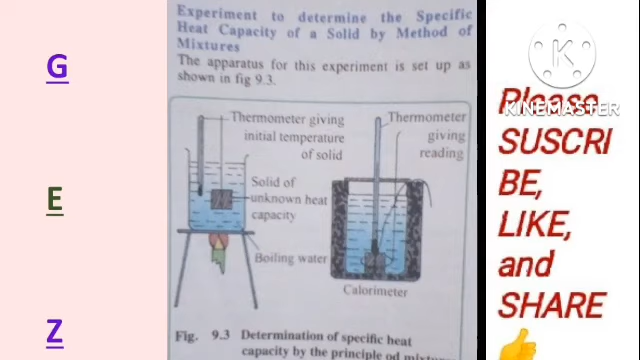 G
E
Z
Experiment to determine the Specific
Heat Capacity of a Solid by Method of
Mixtures
The apparatus for this experiment is set up as
shown in fig 9.3.
Thermometer giving
initial temperature
of solid
Solid of
unknown heat
capacity
Boiling water
Thermometer
giving
reading
Calorimeter
Fig. 9.3 Determination of specific heat
capacity by the principle od mixtur
K
KINEMASTER
Please
SUSCRI
BE,
LIKE,
and
SHARE